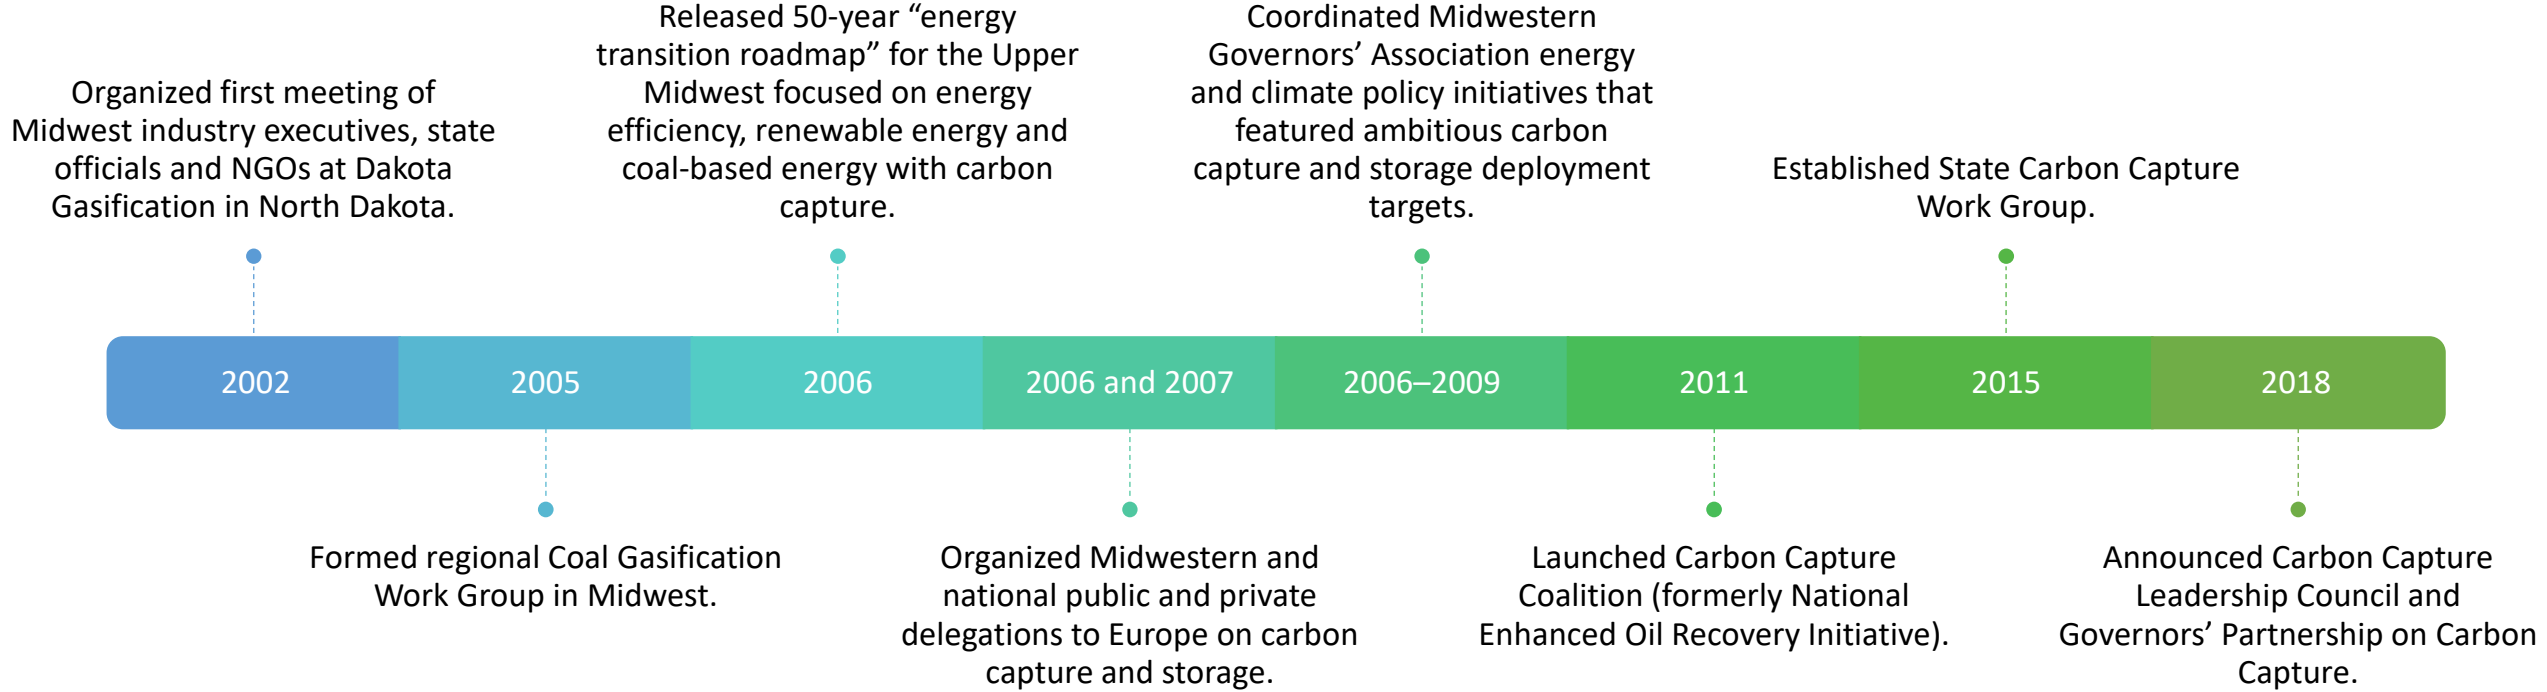 Organized first meeting of
Midwest industry executives, state
officials and NGOs at Dakota
Gasification in North Dakota.
Released 50-year “energy
transition roadmap” for the Upper
Midwest focused on energy
efficiency, renewable energy and
coal-based energy with carbon
capture.
Coordinated Midwestern
Governors’ Association energy
and climate policy initiatives that
featured ambitious carbon
capture and storage deployment
targets.
Established State Carbon Capture
Work Group.
2002
2005
2006
2006 and 2007
2006–2009
2011
2015
2018
Formed regional Coal Gasification
Work Group in Midwest.
Organized Midwestern and
national public and private
delegations to Europe on carbon
capture and storage.
Launched Carbon Capture
Coalition (formerly National
Enhanced Oil Recovery Initiative).
Announced Carbon Capture
Leadership Council and
Governors’ Partnership on Carbon
Capture.